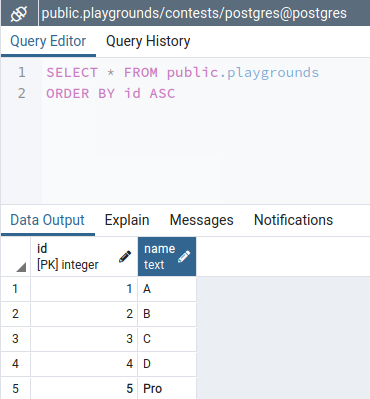 public.playgrounds/contests/postgres@postgres
Query Editor Query History
1 SELECT * FROM public.playgrounds
2 ORDER BY id ASC
Data Output Explain Messages Notifications
id name
[PK] integer text
1 1 A
2 2 B
3 3 C
4 4 D
5 5 Pro